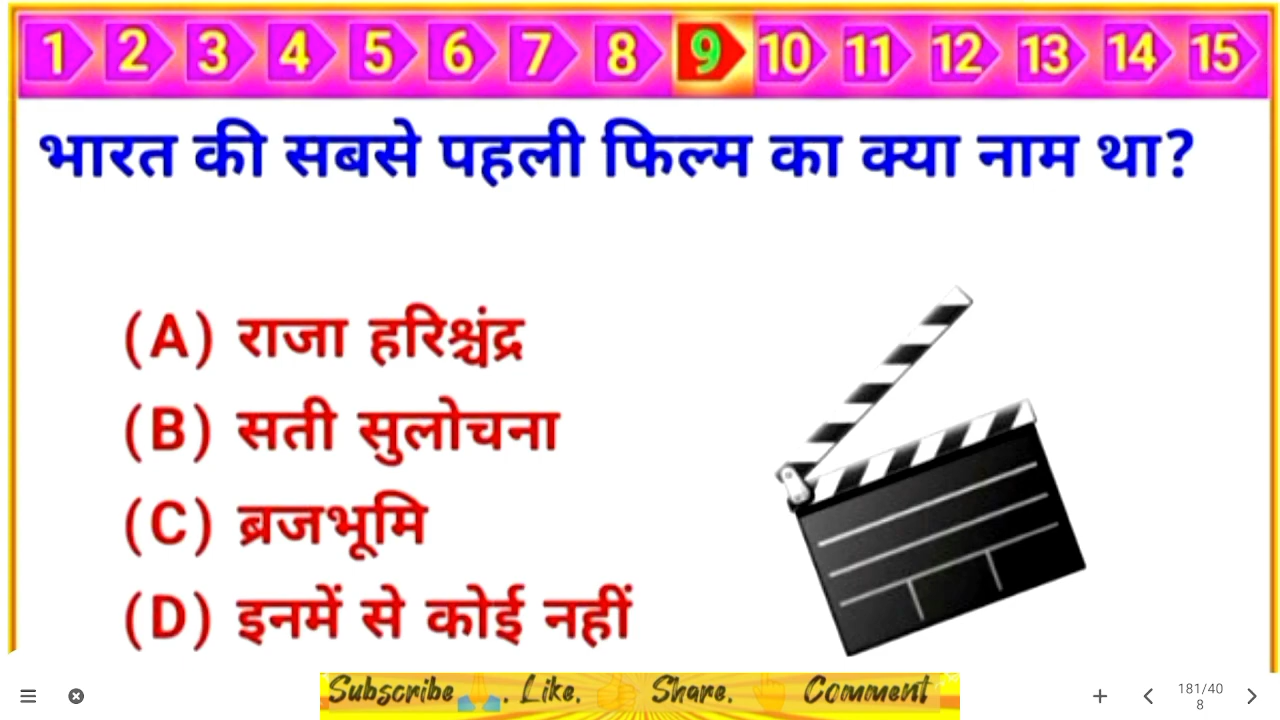 1 2 3 4 5 6 7 8 9 10 11 12 13 14 15
भारत की सबसे पहली फिल्म का क्या नाम था?
(A) राजा हरिश्चंद्र
(B) सती सुलोचना
(C) ब्रजभूमि
(D) इनमें से कोई नहीं
Subscribe🙏. Like.👍 Share.👆 Comment
181/40
8